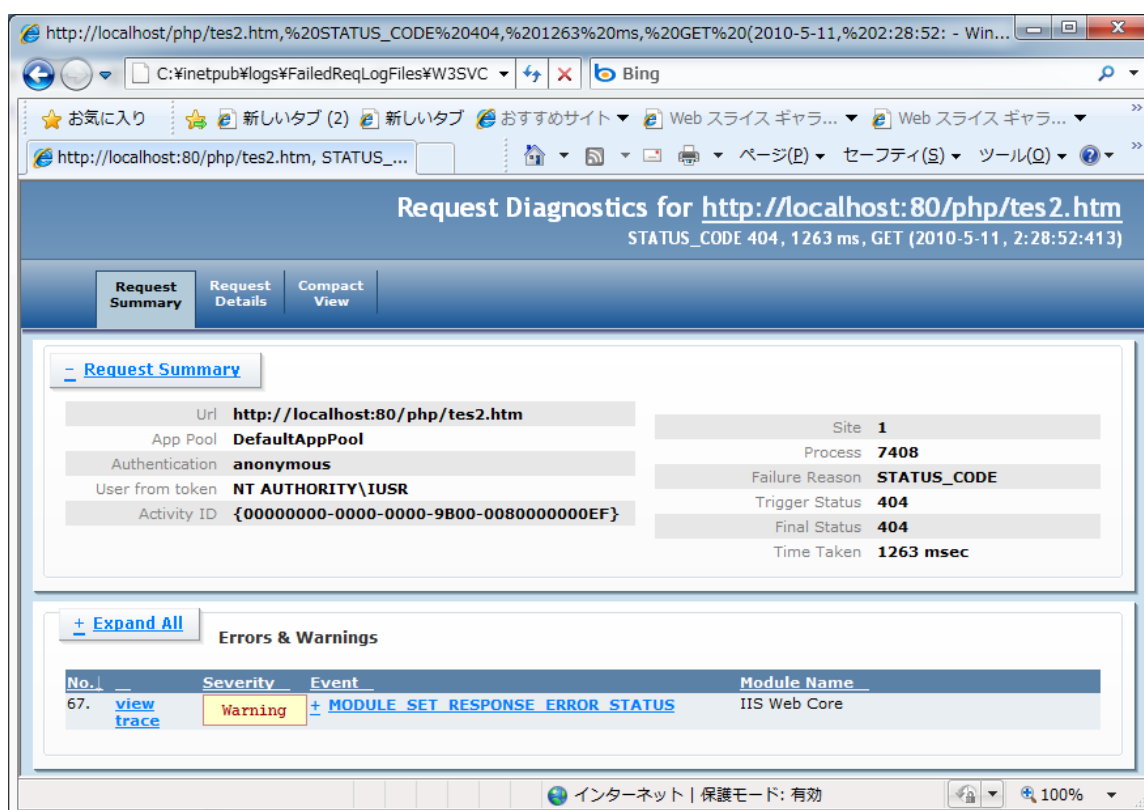 http://localhost/php/tes2.htm,%20STATUS_CODE%20404,%201263%20ms,%20GET%20(2010-5-11,%202:28:52: - Win...
C:¥inetpub¥logs¥FailedReqLogFiles¥W3SVC
Bing
お気に入り 新しいタブ (2) 新しいタブ おすすめサイト ▼ Web スライス ギャラ... ▼ Web スライス ギャラ... ▼ »
http://localhost:80/php/tes2.htm, STATUS_... ページ(P) ▼ セーフティ(S) ▼ ツール(O) ▼ »
Request Diagnostics for http://localhost:80/php/tes2.htm
STATUS_CODE 404, 1263 ms, GET (2010-5-11, 2:28:52:413)
Request Summary
Request Details
Compact View
− Request Summary
Url http://localhost:80/php/tes2.htm
App Pool DefaultAppPool
Authentication anonymous
User from token NT AUTHORITY\IUSR
Activity ID {00000000-0000-0000-9B00-0080000000EF}
Site 1
Process 7408
Failure Reason STATUS_CODE
Trigger Status 404
Final Status 404
Time Taken 1263 msec
+ Expand All
Errors & Warnings
No.↓ Severity Event Module Name
67. view trace Warning + MODULE_SET_RESPONSE_ERROR_STATUS IIS Web Core
インターネット | 保護モード: 有効 100% ▼